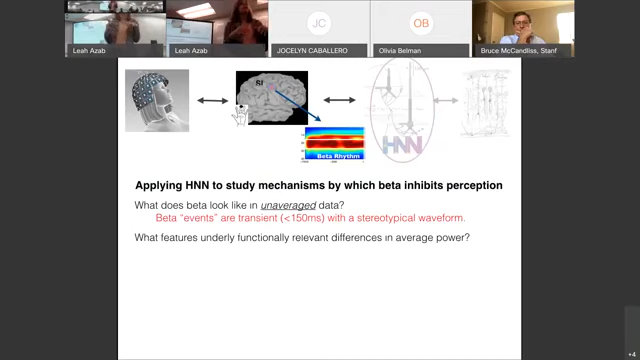 JC
OB
Leah Azab
Leah Azab
JOCELYN CABALLERO
Olivia Belman
Bruce McCandliss, Stanf
SI
HNN
Beta Rhythm
Applying HNN to study mechanisms by which beta inhibits perception
What does beta look like in unaveraged data?
Beta “events” are transient (<150ms) with a stereotypical waveform.
What features underly functionally relevant differences in average power?
+4